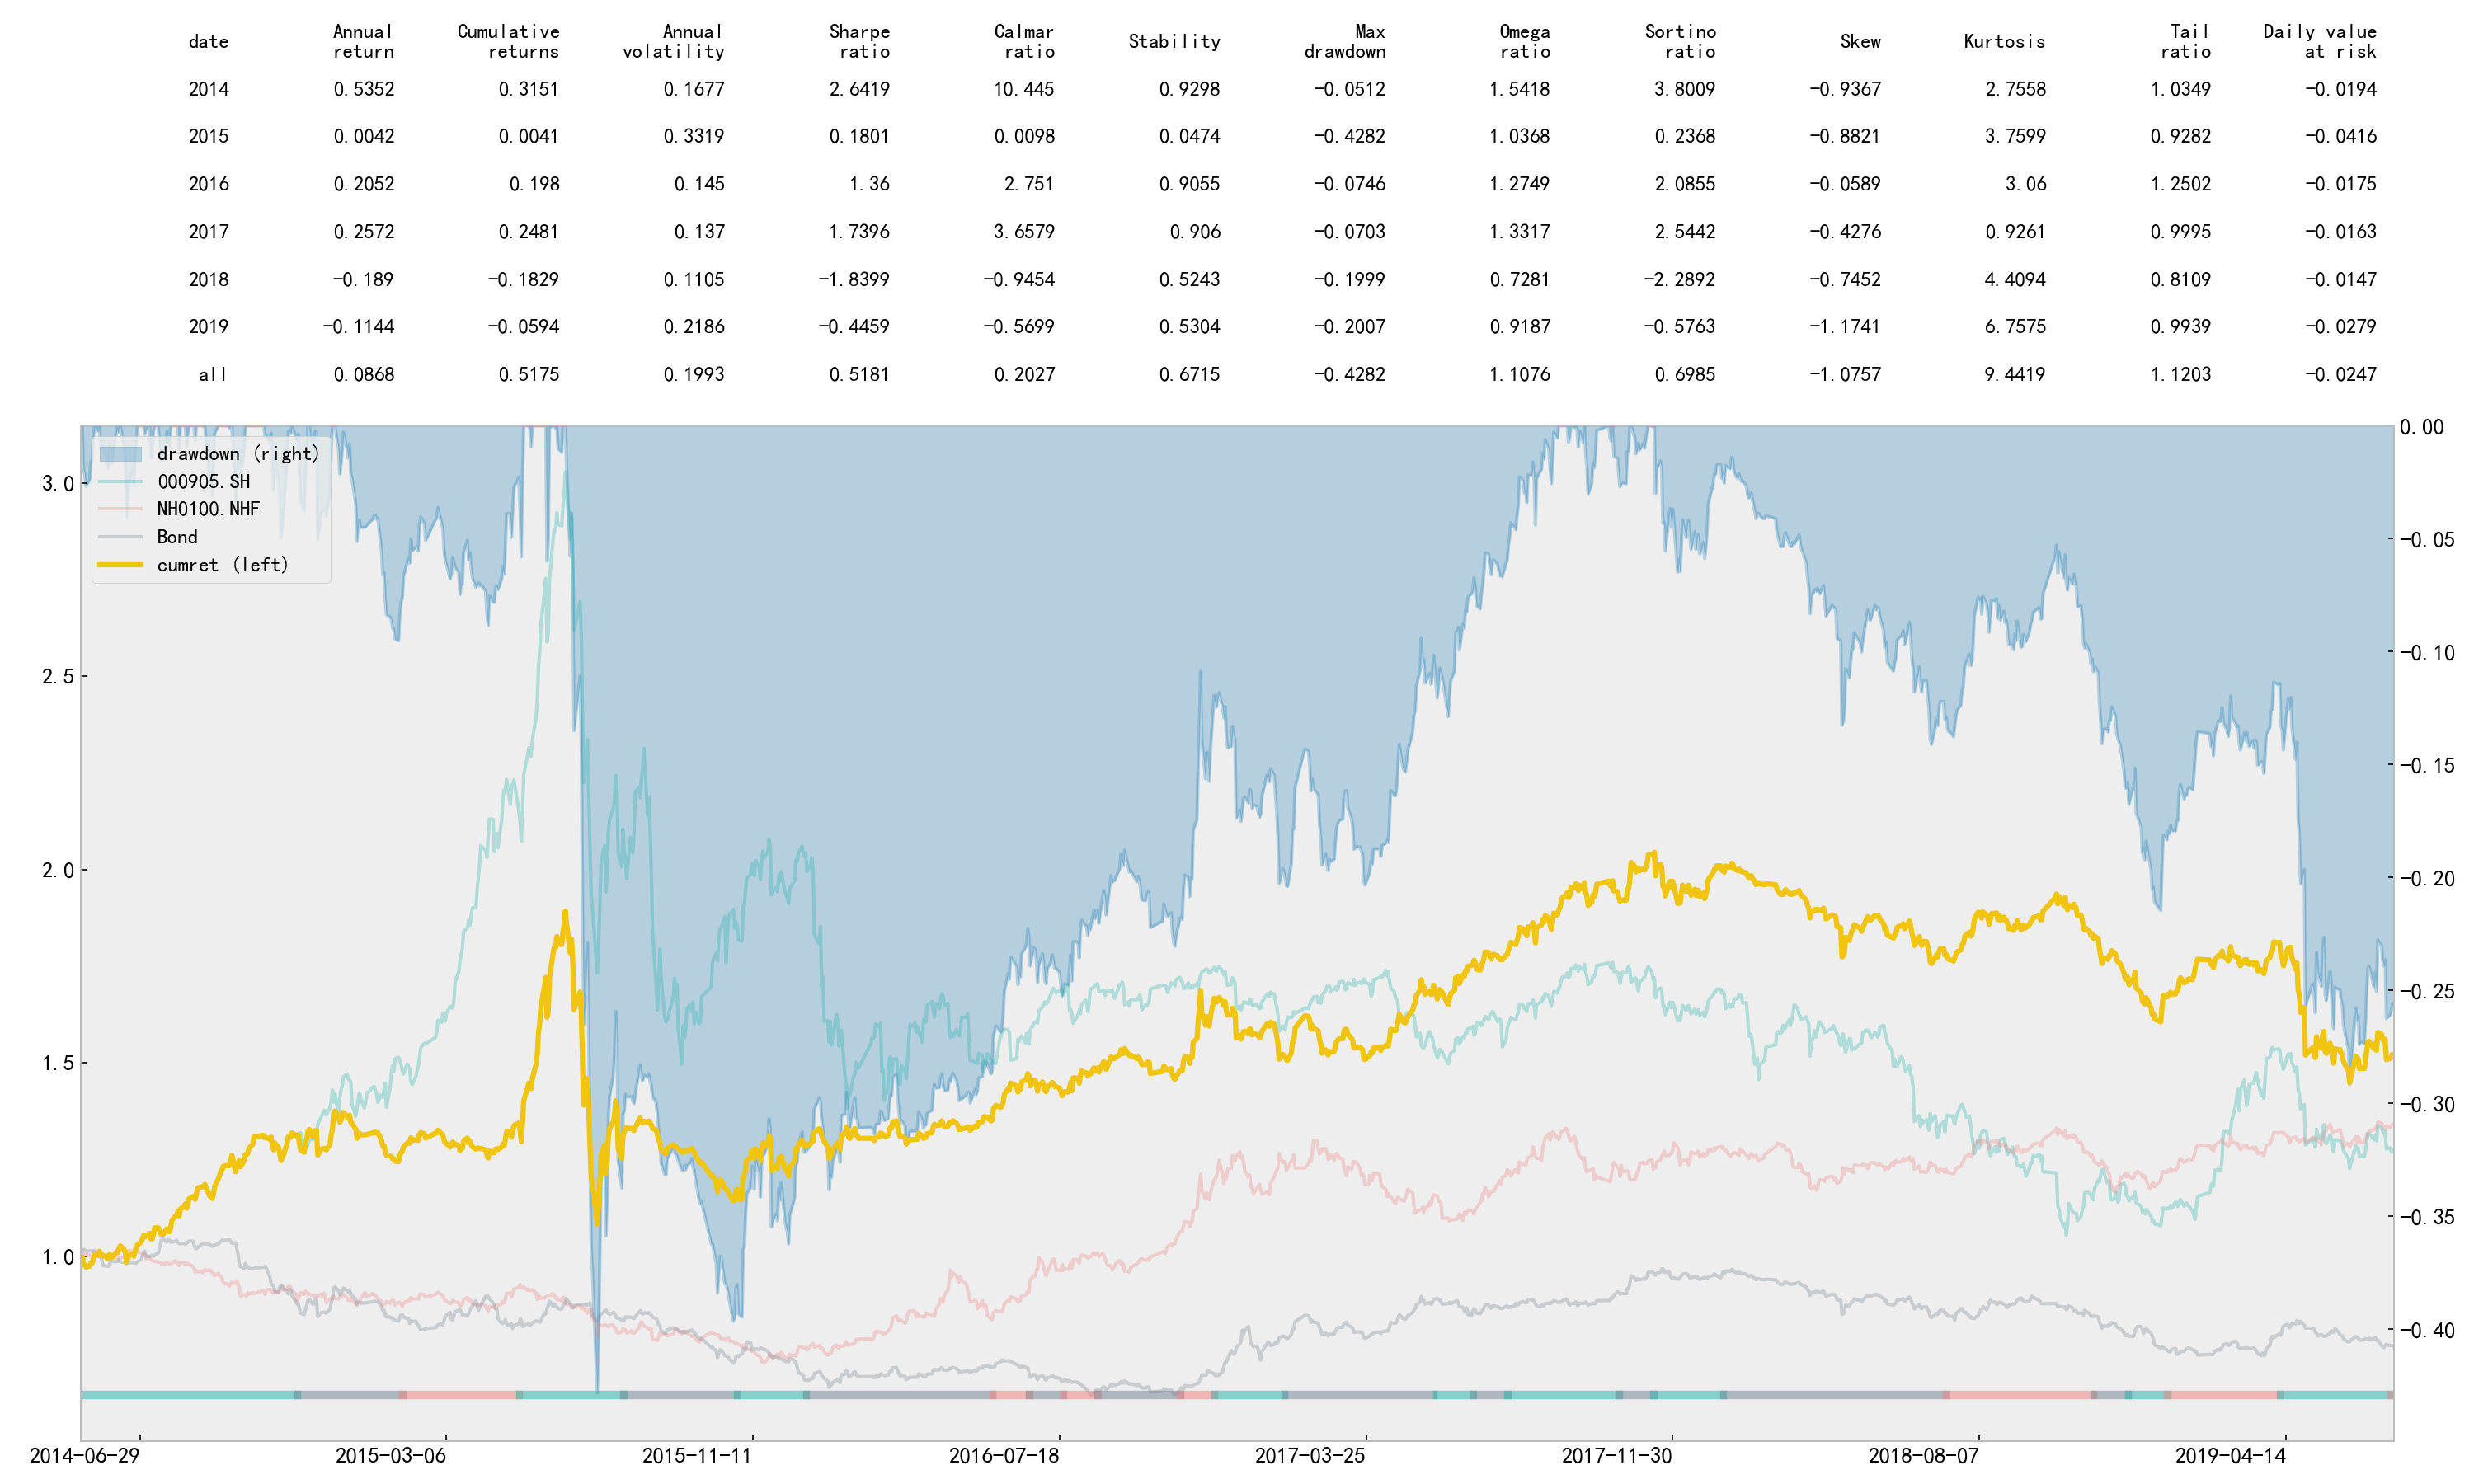 date Annual return Cumulative returns Annual volatility Sharpe ratio Calmar ratio Stability Max drawdown Omega ratio Sortino ratio Skew Kurtosis Tail ratio Daily value at risk
2014 0.5352 0.3151 0.1677 2.6419 10.445 0.9298 −0.0512 1.5418 3.8009 −0.9367 2.7558 1.0349 −0.0194
2015 0.0042 0.0041 0.3319 0.1801 0.0098 0.0474 −0.4282 1.0368 0.2368 −0.8821 3.7599 0.9282 −0.0416
2016 0.2052 0.198 0.145 1.36 2.751 0.9055 −0.0746 1.2749 2.0855 −0.0589 3.06 1.2502 −0.0175
2017 0.2572 0.2481 0.137 1.7396 3.6579 0.906 −0.0703 1.3317 2.5442 −0.4276 0.9261 0.9995 −0.0163
2018 −0.189 −0.1829 0.1105 −1.8399 −0.9454 0.5243 −0.1999 0.7281 −2.2892 −0.7452 4.4094 0.8109 −0.0147
2019 −0.1144 −0.0594 0.2186 −0.4459 −0.5699 0.5304 −0.2007 0.9187 −0.5763 −1.1741 6.7575 0.9939 −0.0279
all 0.0868 0.5175 0.1993 0.5181 0.2027 0.6715 −0.4282 1.1076 0.6985 −1.0757 9.4419 1.1203 −0.0247
drawdown (right)
000905.SH
NH0100.NHF
Bond
cumret (left)
3.0
2.5
2.0
1.5
1.0
0.00
−0.05
−0.10
−0.15
−0.20
−0.25
−0.30
−0.35
−0.40
2014-06-29 2015-03-06 2015-11-11 2016-07-18 2017-03-25 2017-11-30 2018-08-07 2019-04-14